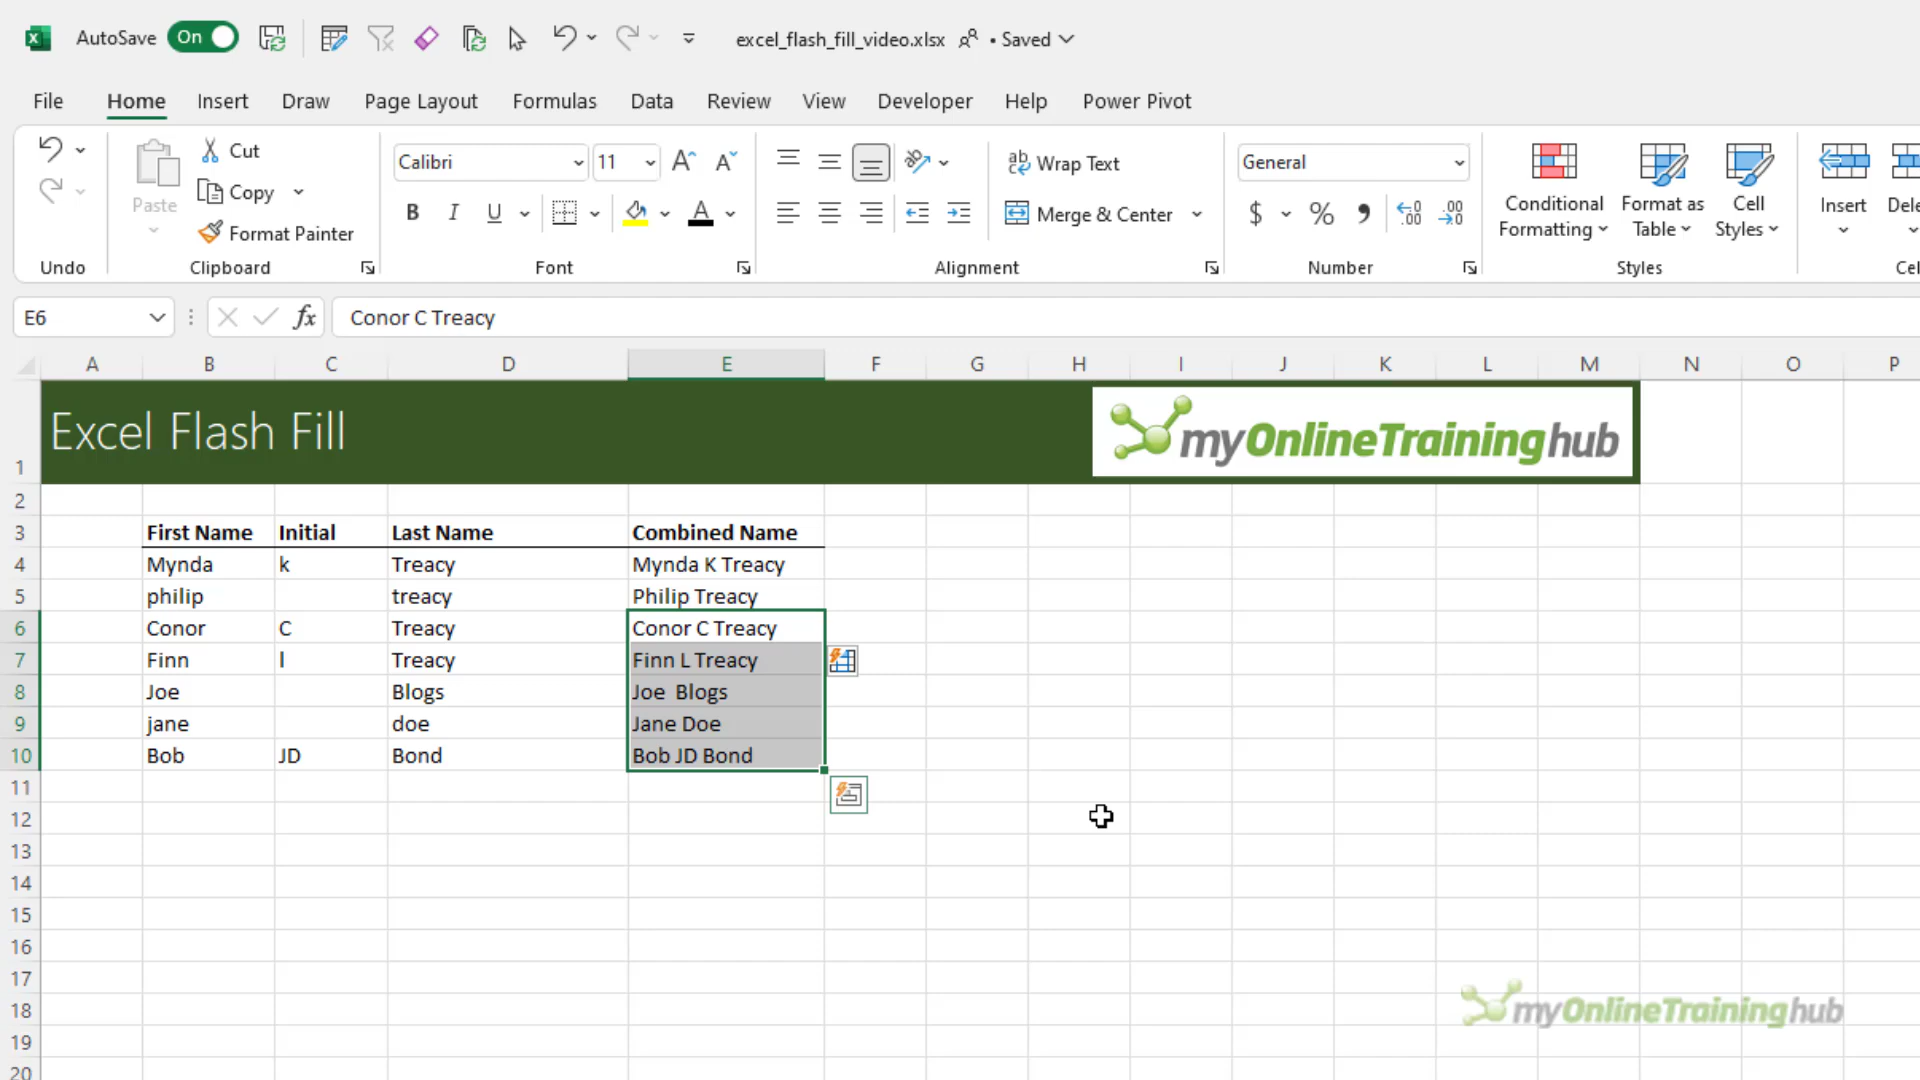 AutoSave On excel_flash_fill_video.xlsx • Saved
File Home Insert Draw Page Layout Formulas Data Review View Developer Help Power Pivot
Undo
Paste
Cut
Copy
Format Painter
Clipboard
Calibri 11
B I U A
Font
Wrap Text
Merge & Center
Alignment
General
$ % 9
Number
Conditional Formatting
Format as Table
Cell Styles
Styles
Insert
Dele
Cel
E6 fx Conor C Treacy
A B C D E F G H I J K L M N O P
1 Excel Flash Fill myOnlineTraininghub
2
3 First Name Initial Last Name Combined Name
4 Mynda k Treacy Mynda K Treacy
5 philip treacy Philip Treacy
6 Conor C Treacy Conor C Treacy
7 Finn l Treacy Finn L Treacy
8 Joe Blogs Joe  Blogs
9 jane doe Jane Doe
10 Bob JD Bond Bob JD Bond
11
12
13
14
15
16
17
18 myOnlineTraininghub
19
20